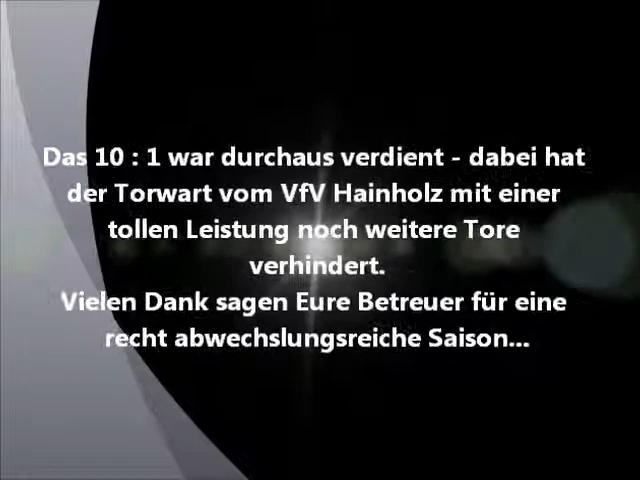 Das 10 : 1 war durchaus verdient - dabei hat
der Torwart vom VfV Hainholz mit einer
tollen Leistung noch weitere Tore
verhindert.
Vielen Dank sagen Eure Betreuer für eine
recht abwechslungsreiche Saison...